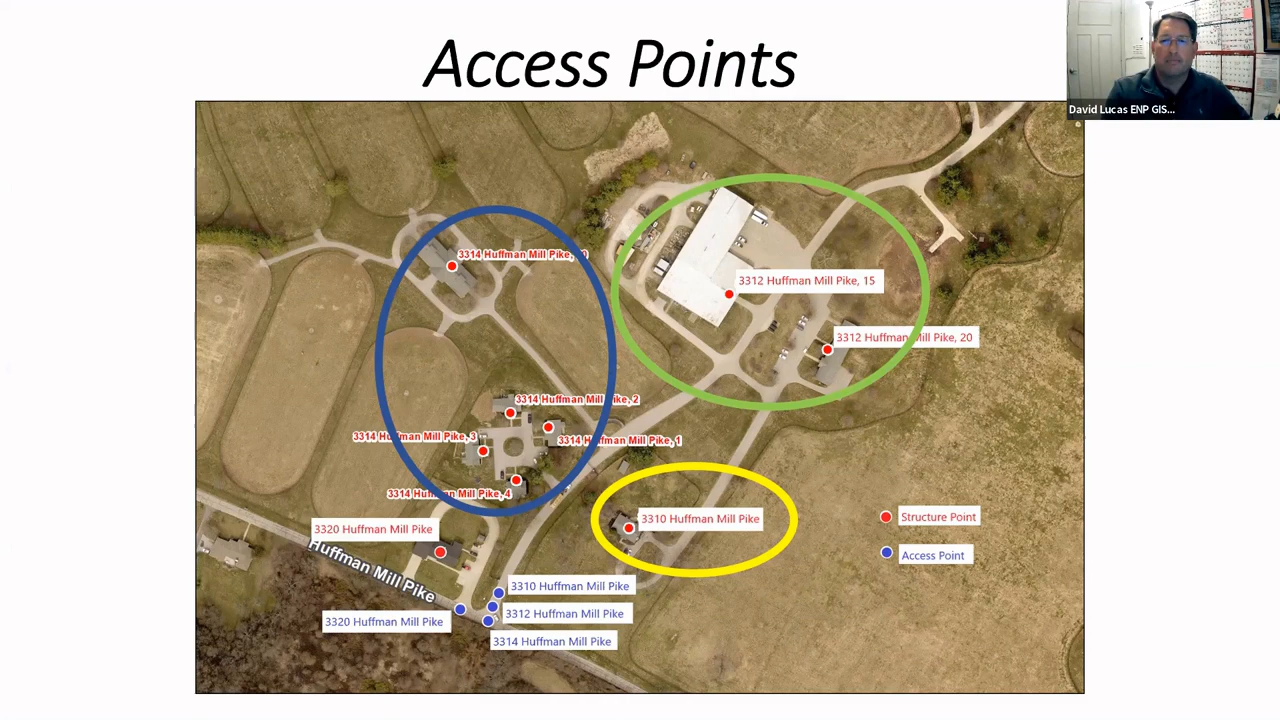 Access Points
David Lucas ENP GIS...
3314 Huffman Mill Pike,
3312 Huffman Mill Pike, 15
3312 Huffman Mill Pike, 20
3314 Huffman Mill Pike, 2
3314 Huffman Mill Pike, 3
3314 Huffman Mill Pike, 1
3314 Huffman Mill Pike, 4
3310 Huffman Mill Pike
Structure Point
3320 Huffman Mill Pike
Huffman Mill Pike
Access Point
3310 Huffman Mill Pike
3312 Huffman Mill Pike
3320 Huffman Mill Pike
3314 Huffman Mill Pike